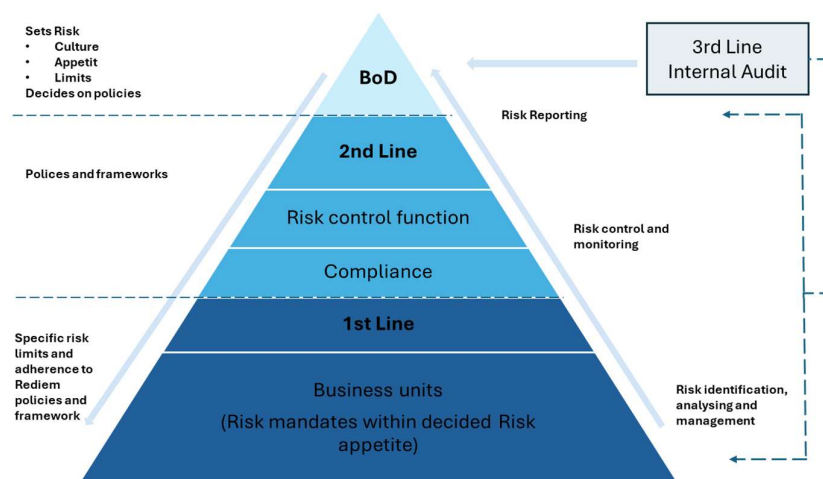 Sets Risk
• Culture
• Appetit
• Limits
Decides on policies
BoD
3rd Line
Internal Audit
Risk Reporting
2nd Line
Polices and frameworks
Risk control function
Risk control and
monitoring
Compliance
1st Line
Specific risk
limits and
adherence to
Rediem
policies and
framework
Business units
(Risk mandates within decided Risk
appetite)
Risk identification,
analysing and
management